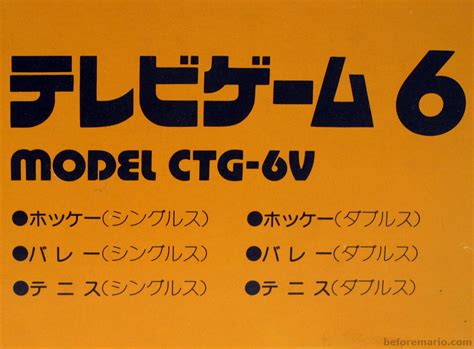 テレビゲーム 6
MODEL CTG-6V
●ホッケー(シングルス) ●ホッケー(ダブルス)
●バレー(シングルス) ●バレー(ダブルス)
●テニス(シングルス) ●テニス(ダブルス)
beforemario.com